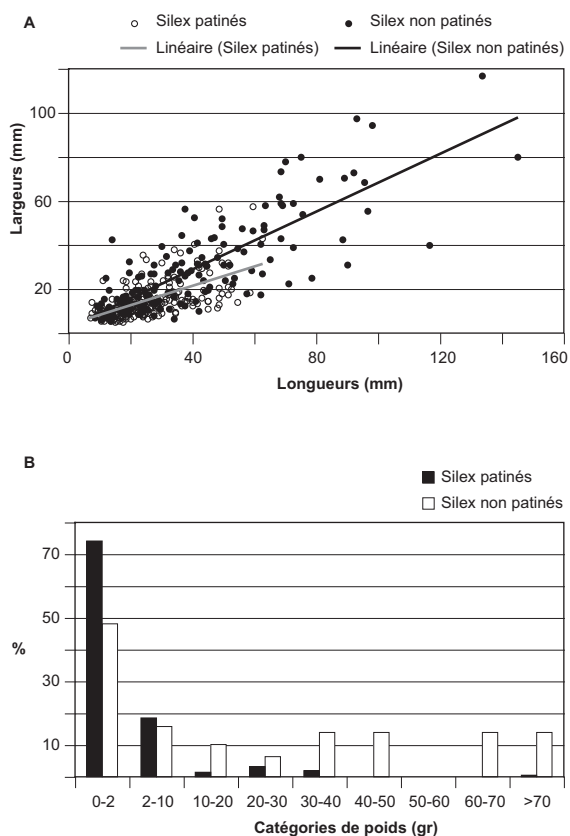 A
Silex patinés
Silex non patinés
Linéaire (Silex patinés)
Linéaire (Silex non patinés)
Largeurs (mm)
100
60
20
0
40
80
120
160
Longueurs (mm)
B
Silex patinés
Silex non patinés
%
70
50
30
10
0-2
2-10
10-20
20-30
30-40
40-50
50-60
60-70
>70
Catégories de poids (gr)